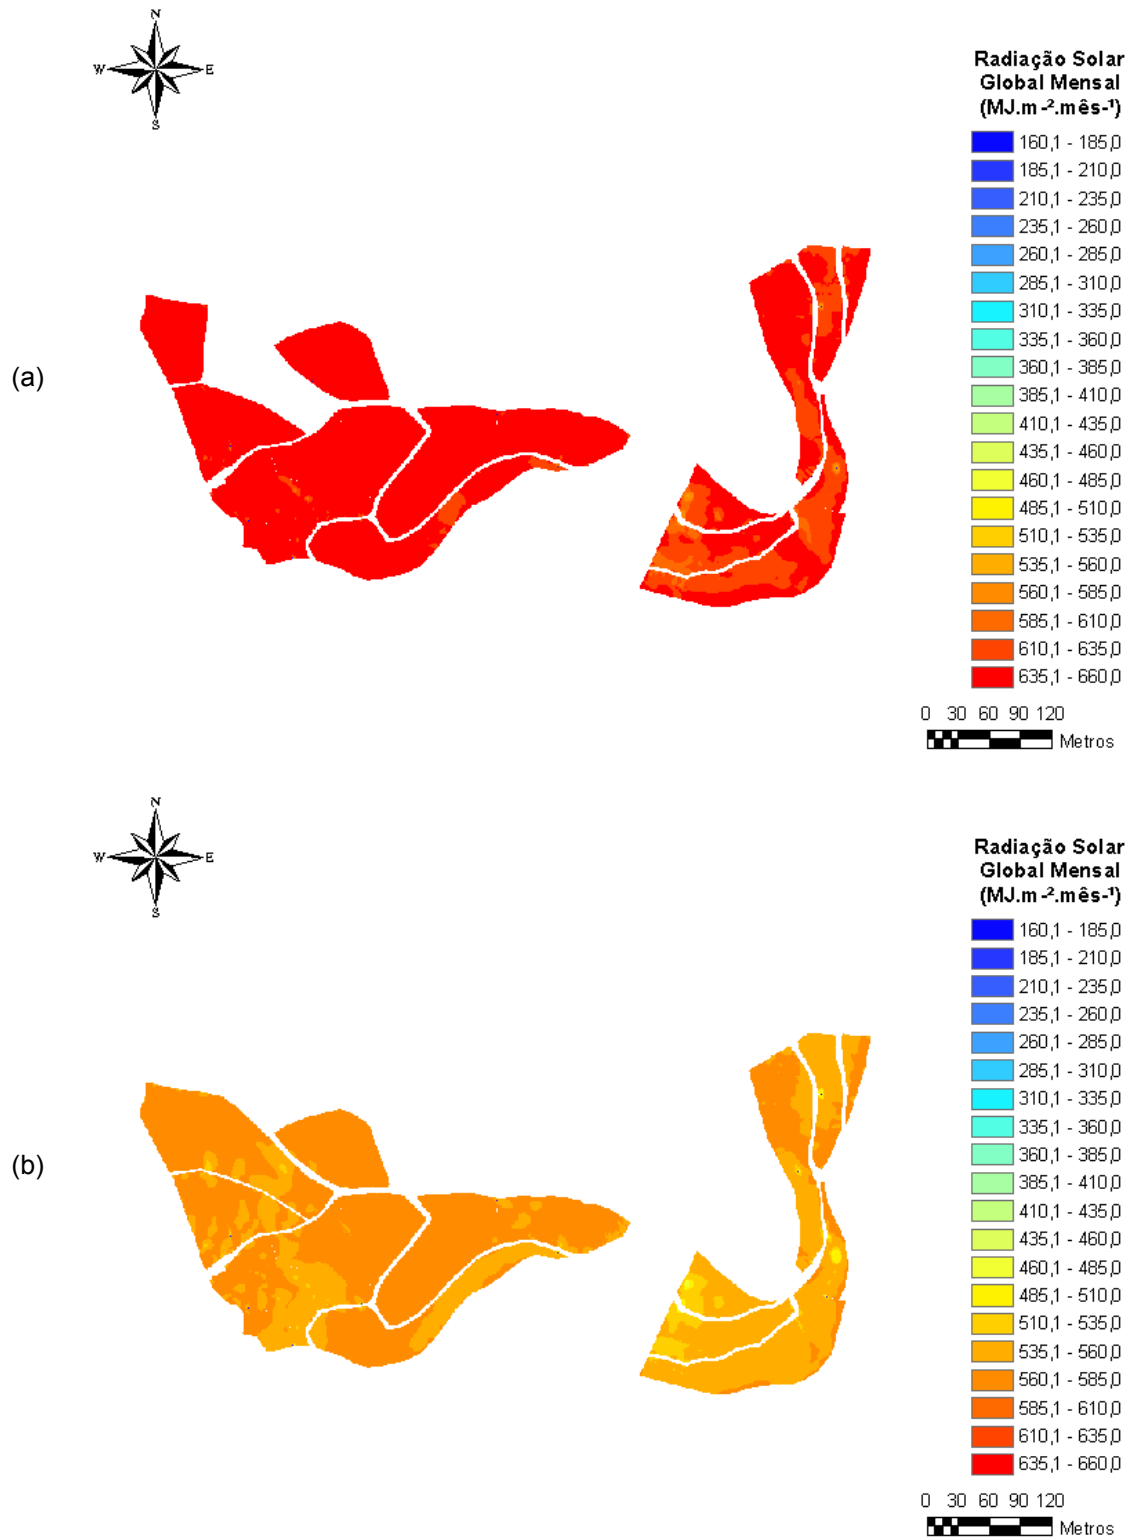 N
W E
S
Radiação Solar
Global Mensal
(MJ.m-².mês-¹)
160,1 - 185,0
185,1 - 210,0
210,1 - 235,0
235,1 - 260,0
260,1 - 285,0
285,1 - 310,0
310,1 - 335,0
335,1 - 360,0
360,1 - 385,0
385,1 - 410,0
410,1 - 435,0
435,1 - 460,0
460,1 - 485,0
485,1 - 510,0
510,1 - 535,0
535,1 - 560,0
560,1 - 585,0
585,1 - 610,0
610,1 - 635,0
635,1 - 660,0
(a)
0 30 60 90 120
Metros
N
W E
S
Radiação Solar
Global Mensal
(MJ.m-².mês-¹)
160,1 - 185,0
185,1 - 210,0
210,1 - 235,0
235,1 - 260,0
260,1 - 285,0
285,1 - 310,0
310,1 - 335,0
335,1 - 360,0
360,1 - 385,0
385,1 - 410,0
410,1 - 435,0
435,1 - 460,0
460,1 - 485,0
485,1 - 510,0
510,1 - 535,0
535,1 - 560,0
560,1 - 585,0
585,1 - 610,0
610,1 - 635,0
635,1 - 660,0
(b)
0 30 60 90 120
Metros